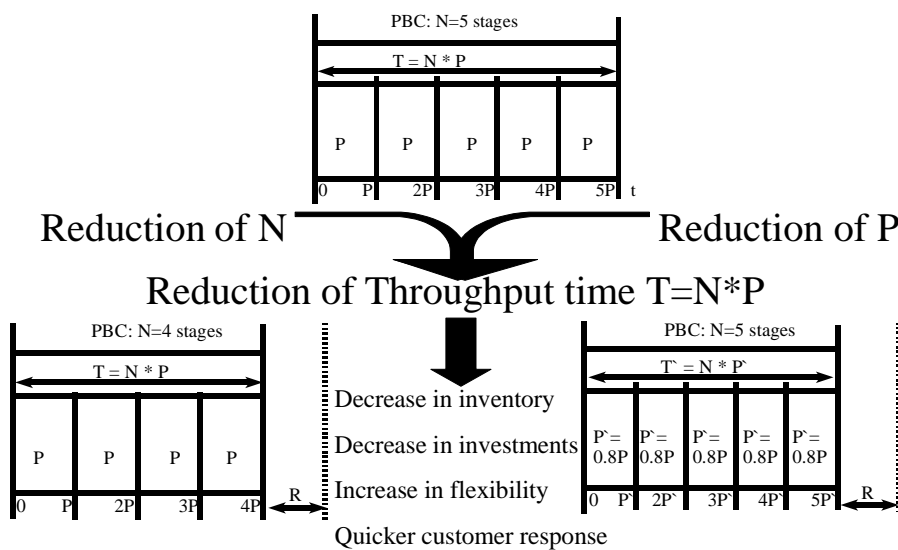 PBC: N=5 stages
T = N * P
P P P P P
0 P 2P 3P 4P 5P t
Reduction of N
Reduction of P
Reduction of Throughput time T=N*P
PBC: N=4 stages
T = N * P
P P P P
0 P 2P 3P 4P R
Decrease in inventory
Decrease in investments
Increase in flexibility
Quicker customer response
PBC: N=5 stages
T` = N * P`
P`= P`= P`= P`= P`=
0.8P 0.8P 0.8P 0.8P 0.8P
0 P` 2P` 3P` 4P` 5P` R